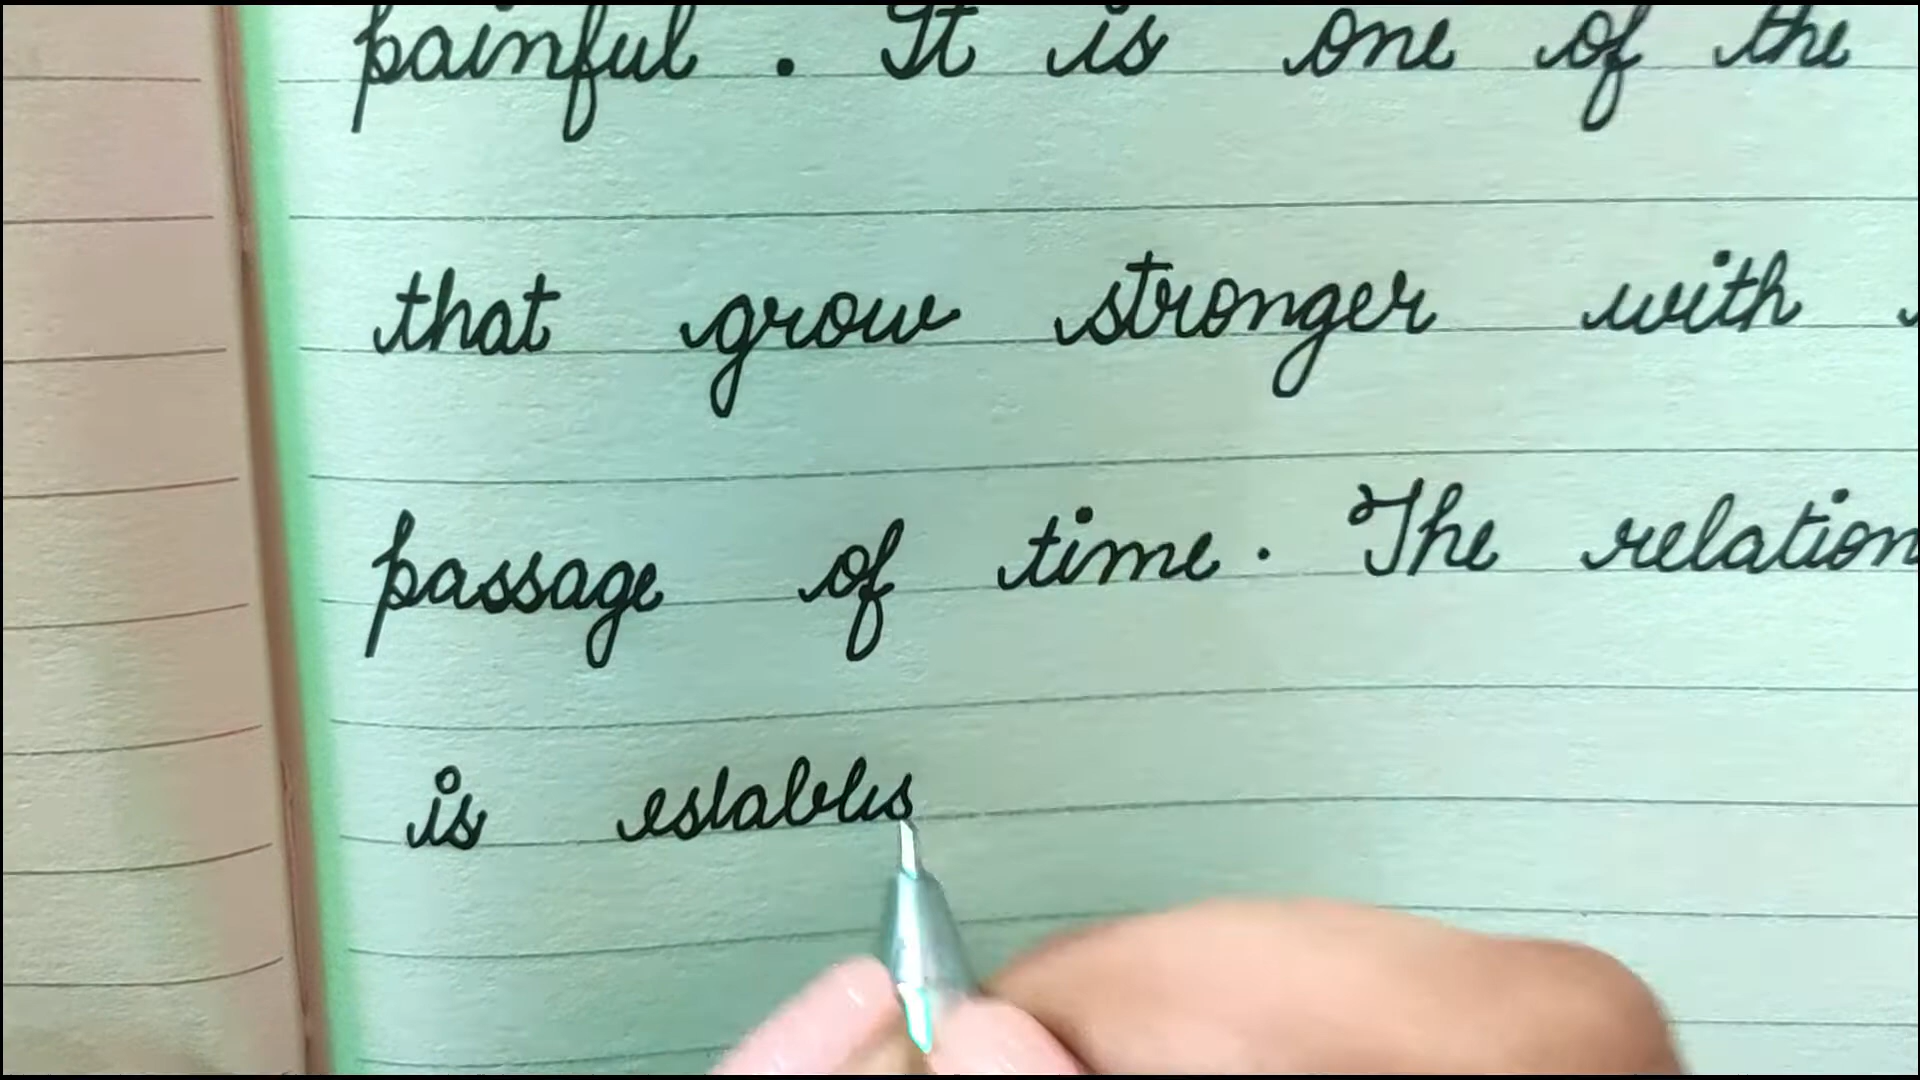 painful . It is one of the
that grow stronger with
passage of time . The relation
is establis